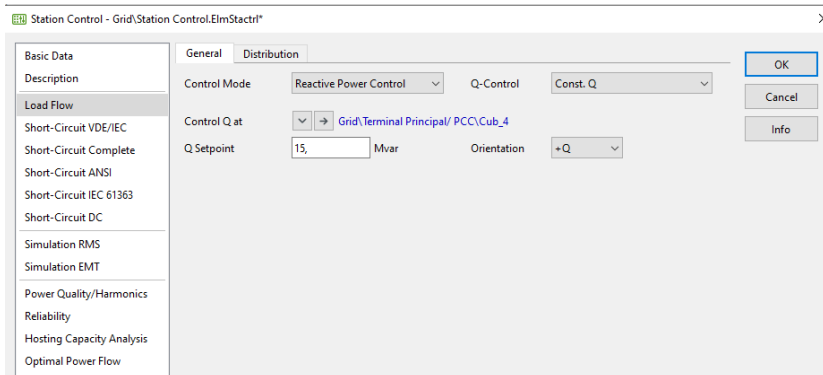 Station Control - Grid\Station Control.ElmStactrl*
Basic Data
Description
Load Flow
Short-Circuit VDE/IEC
Short-Circuit Complete
Short-Circuit ANSI
Short-Circuit IEC 61363
Short-Circuit DC
Simulation RMS
Simulation EMT
Power Quality/Harmonics
Reliability
Hosting Capacity Analysis
Optimal Power Flow
General Distribution
Control Mode Reactive Power Control Q-Control Const. Q
Control Q at Grid\Terminal Principal/ PCC\Cub_4
Q Setpoint 15, Mvar Orientation +Q
OK
Cancel
Info